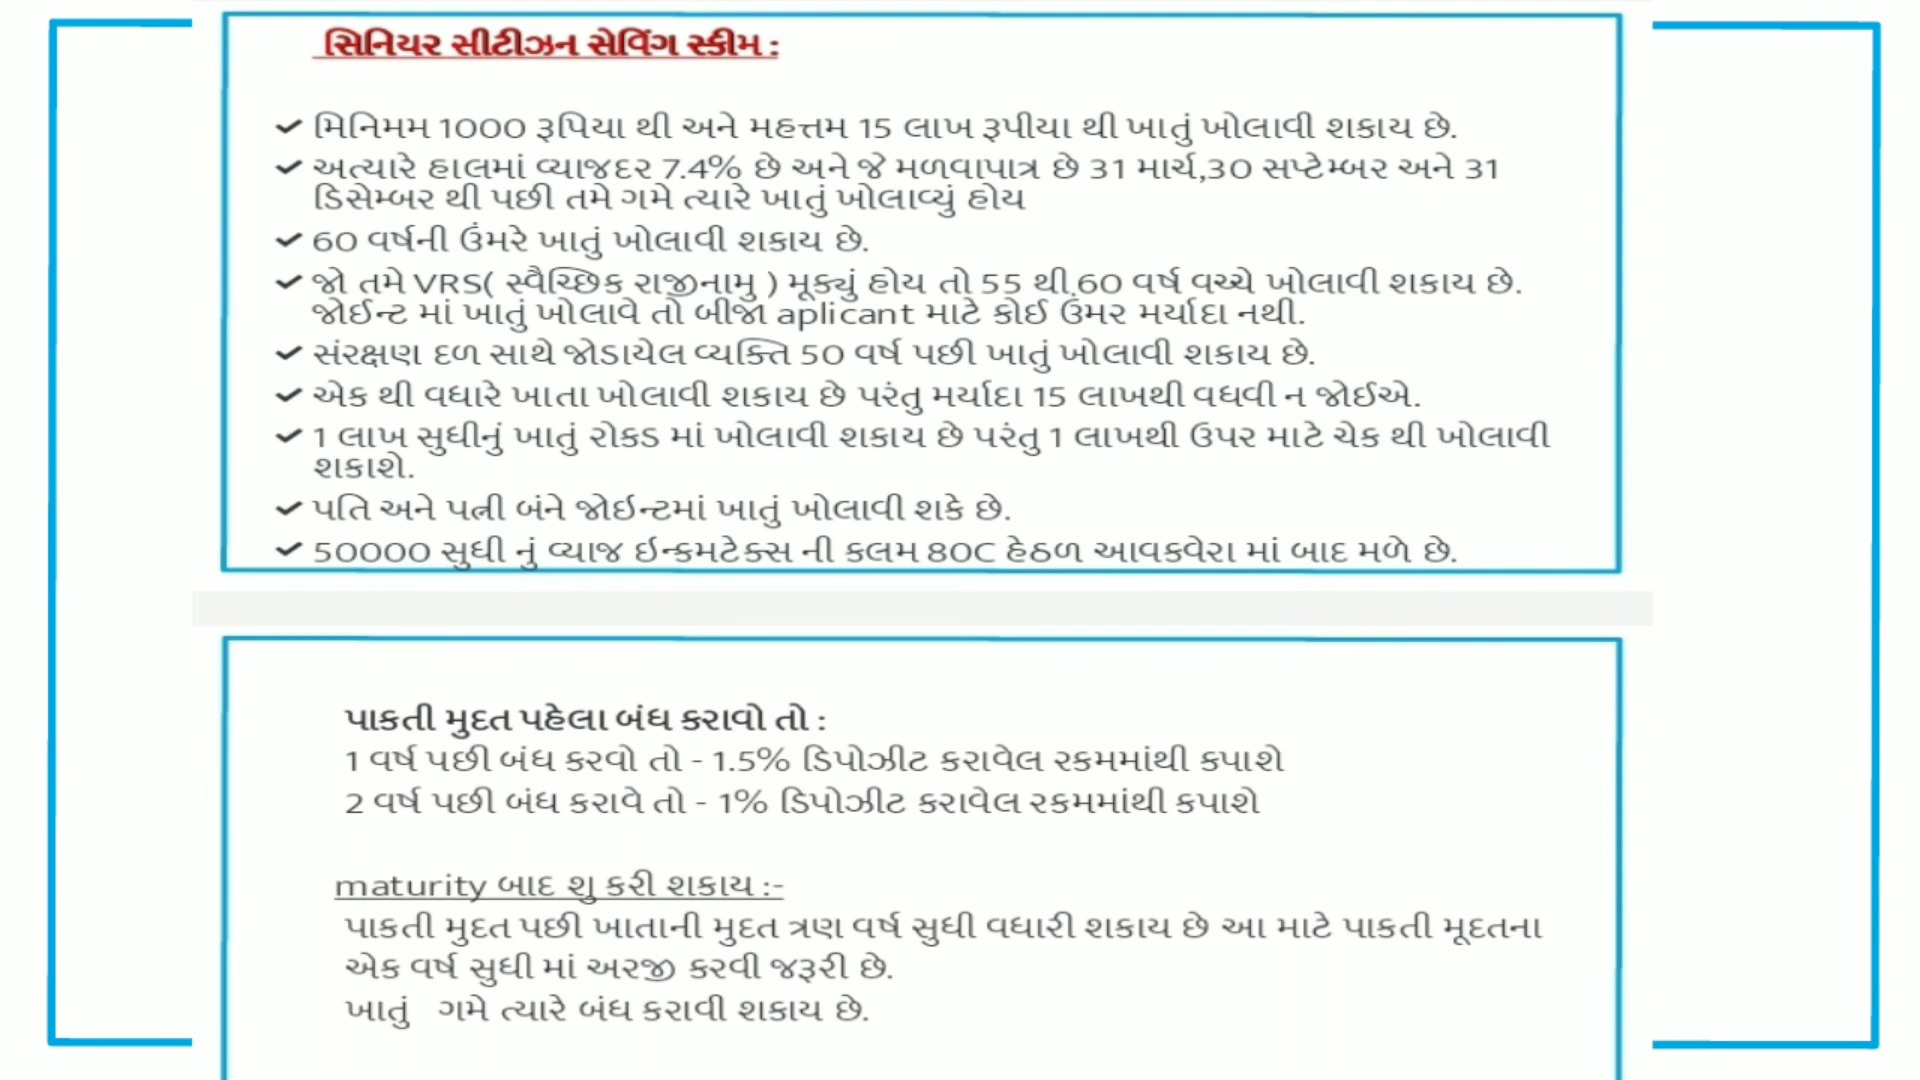 સિનિયર સીટીઝન સેવિંગ સ્કીમ :
✔ મિનિમમ 1000 રૂપિયા થી અને મહત્તમ 15 લાખ રૂપીયા થી ખાતું ખોલાવી શકાય છે.
✔ અત્યારે હાલમાં વ્યાજદર 7.4% છે અને જે મળવાપાત્ર છે 31 માર્ચ,30 સપ્ટેમ્બર અને 31
ડિસેમ્બર થી પછી તમે ગમે ત્યારે ખાતું ખોલાવ્યું હોય
✔ 60 વર્ષની ઉંમરે ખાતું ખોલાવી શકાય છે.
✔ જો તમે VRS( સ્વૈચ્છિક રાજીનામુ ) મૂક્યું હોય તો 55 થી 60 વર્ષ વચ્ચે ખોલાવી શકાય છે.
જોઈન્ટ માં ખાતું ખોલાવે તો બીજા aplicant માટે કોઈ ઉંમર મર્યાદા નથી.
✔ સંરક્ષણ દળ સાથે જોડાયેલ વ્યક્તિ 50 વર્ષ પછી ખાતું ખોલાવી શકાય છે.
✔ એક થી વધારે ખાતા ખોલાવી શકાય છે પરંતુ મર્યાદા 15 લાખથી વધવી ન જોઈએ.
✔ 1 લાખ સુધીનું ખાતું રોકડ માં ખોલાવી શકાય છે પરંતુ 1 લાખથી ઉપર માટે ચેક થી ખોલાવી
શકાશે.
✔ પતિ અને પત્ની બંને જોઇન્ટમાં ખાતું ખોલાવી શકે છે.
✔ 50000 સુધી નું વ્યાજ ઇન્કમટેક્સ ની કલમ 80C હેઠળ આવકવેરા માં બાદ મળે છે.
પાકતી મુદત પહેલા બંધ કરાવો તો :
1 વર્ષ પછી બંધ કરવો તો - 1.5% ડિપોઝીટ કરાવેલ રકમમાંથી કપાશે
2 વર્ષ પછી બંધ કરાવે તો - 1% ડિપોઝીટ કરાવેલ રકમમાંથી કપાશે
maturity બાદ શુ કરી શકાય :-
પાકતી મુદત પછી ખાતાની મુદત ત્રણ વર્ષ સુધી વધારી શકાય છે આ માટે પાકતી મૂદતના
એક વર્ષ સુધી માં અરજી કરવી જરૂરી છે.
ખાતું ગમે ત્યારે બંધ કરાવી શકાય છે.